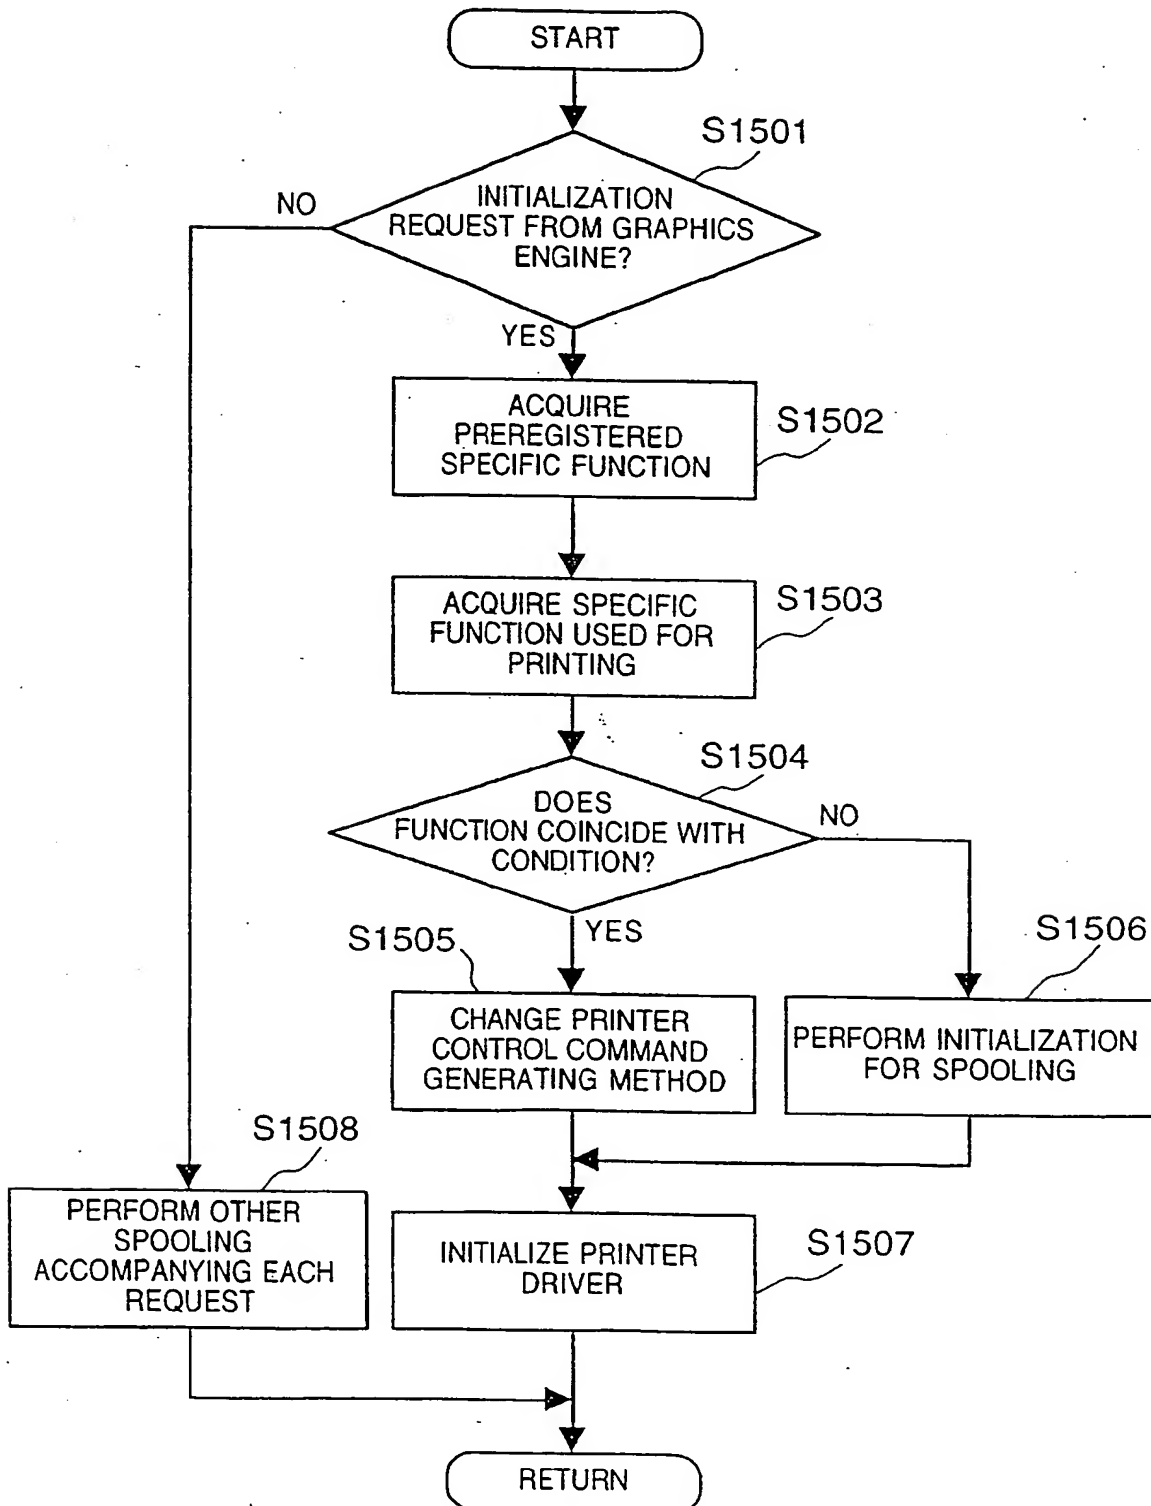 START
S1501
INITIALIZATION
REQUEST FROM GRAPHICS
ENGINE?
NO
YES
ACQUIRE
PREREGISTERED
SPECIFIC FUNCTION
S1502
ACQUIRE SPECIFIC
FUNCTION USED FOR
PRINTING
S1503
S1504
DOES
FUNCTION COINCIDE WITH
CONDITION?
NO
YES
S1505
S1506
CHANGE PRINTER
CONTROL COMMAND
GENERATING METHOD
PERFORM INITIALIZATION
FOR SPOOLING
S1508
PERFORM OTHER
SPOOLING
ACCOMPANYING EACH
REQUEST
INITIALIZE PRINTER
DRIVER
S1507
RETURN